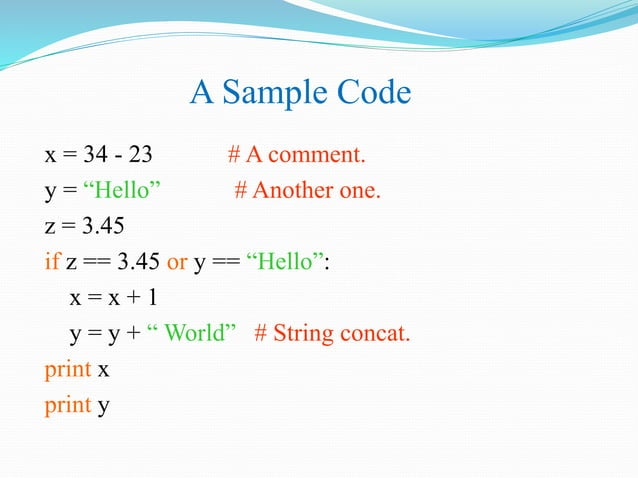 A Sample Code
x = 34 - 23 # A comment.
y = “Hello” # Another one.
z = 3.45
if z == 3.45 or y == “Hello”:
x = x + 1
y = y + “ World” # String concat.
print x
print y